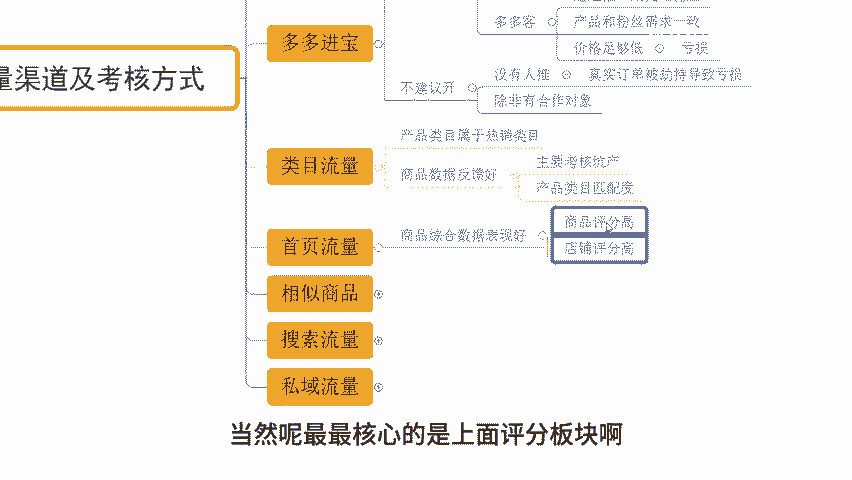 多多客
产品和粉丝需求一致
价格足够低
亏损
多多进宝
不建议开
没有人推
真实订单被劫持导致亏损
除非有合作对象
量渠道及考核方式
类目流量
产品类目属于热销类目
商品数据反馈好
主要考核坑产
产品类目匹配度
首页流量
商品综合数据表现好
商品评分高
店铺评分高
相似商品
搜索流量
私域流量
当然呢最最核心的是上面评分板块啊